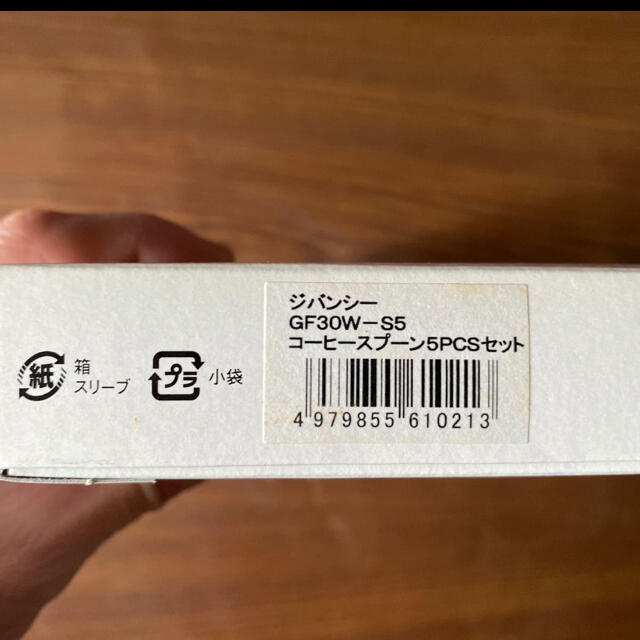 紙
箱
スリーブ
プラ
小袋
ジバンシー
GF30W-S5
コーヒースプーン5PCSセット
4 979855 610213